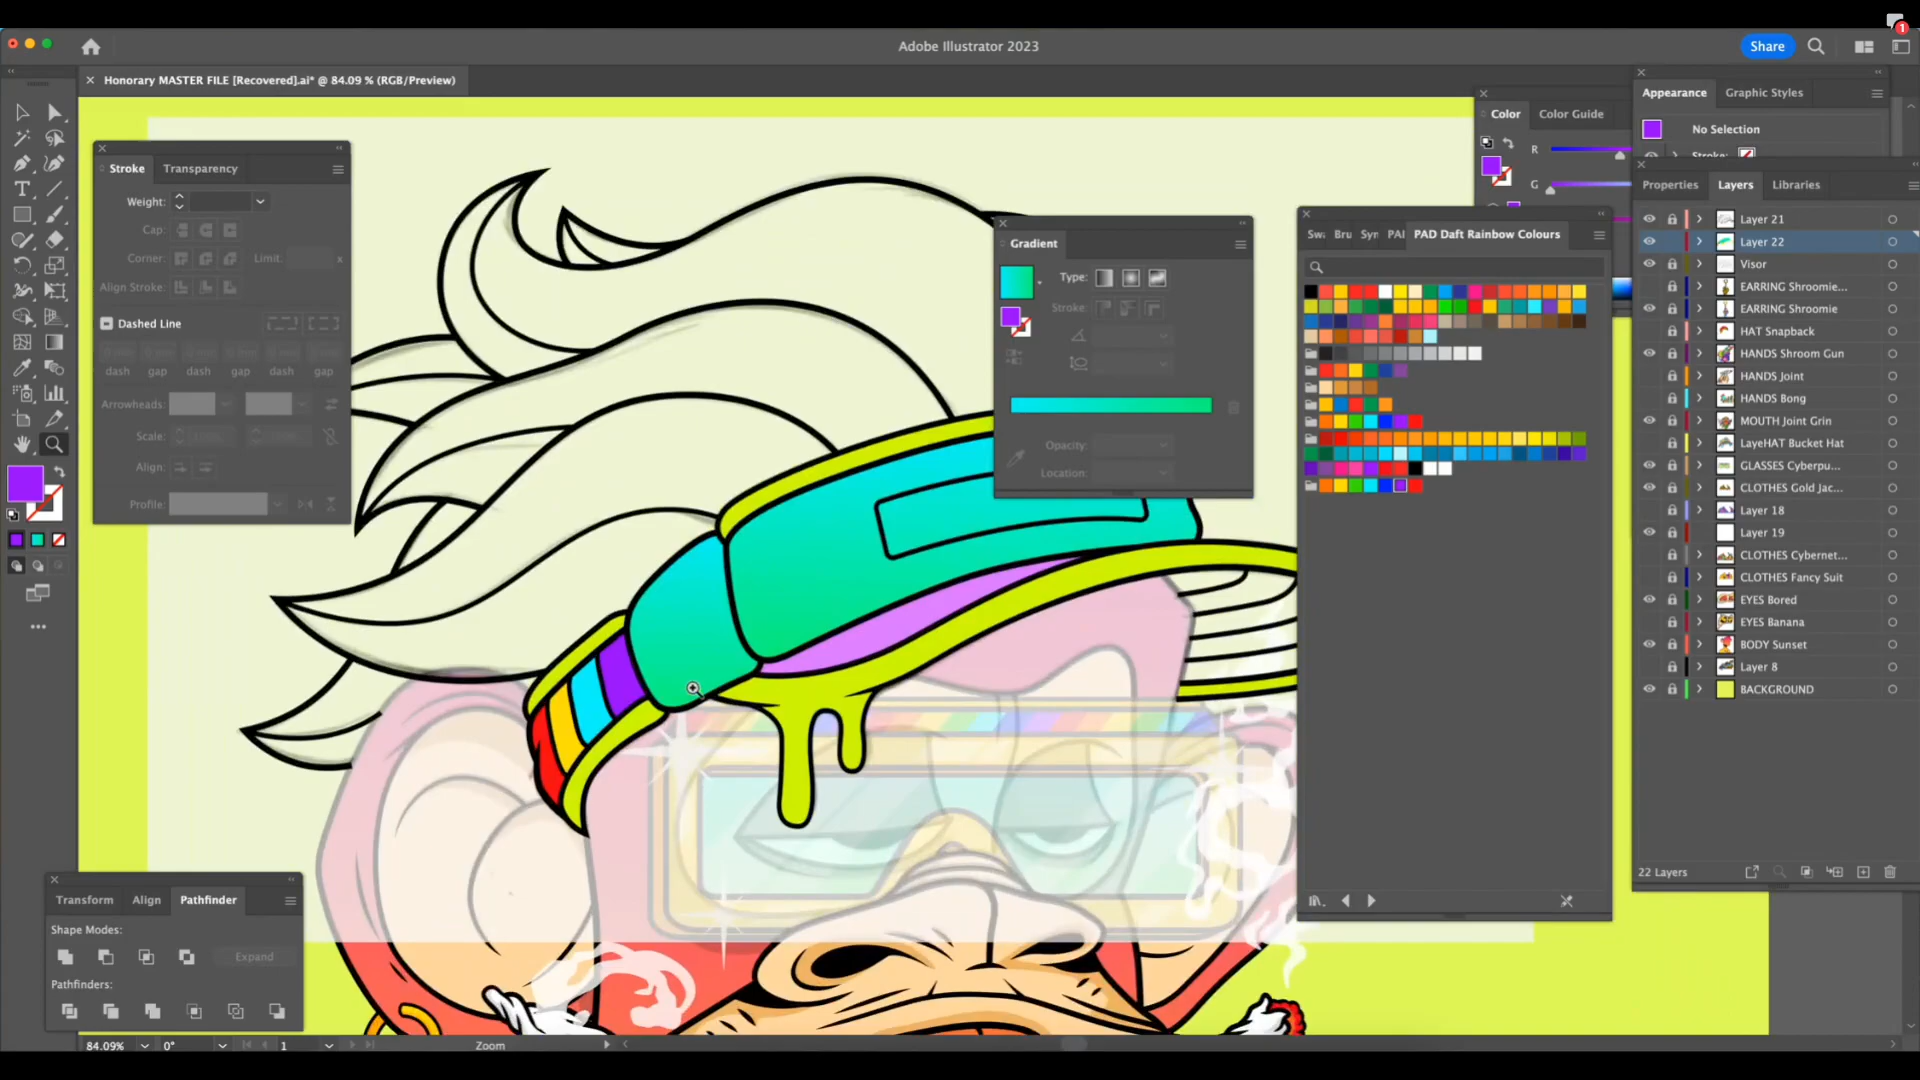 1
Adobe Illustrator 2023
Share
Honorary MASTER FILE [Recovered].ai* @ 84.09 % (RGB/Preview)
Stroke
Transparency
Weight:
Cap:
Corner:
Limit:
x
Align Stroke:
Dashed Line
dash
gap
dash
gap
dash
gap
Arrowheads:
Scale:
Align:
Profile:
Gradient
Type:
Stroke:
Opacity:
Location:
Color
Color Guide
R
G
Sw
Bru
Syr
PAI
PAD Daft Rainbow Colours
Appearance
Graphic Styles
No Selection
Stroke:
Properties
Layers
Libraries
Layer 21
Layer 22
Visor
EARRING Shroomie...
EARRING Shroomie
HAT Snapback
HANDS Shroom Gun
HANDS Joint
HANDS Bong
MOUTH Joint Grin
LayeHAT Bucket Hat
GLASSES Cyberpu...
CLOTHES Gold Jac...
Layer 18
Layer 19
CLOTHES Cybernet...
CLOTHES Fancy Suit
EYES Bored
EYES Banana
BODY Sunset
Layer 8
BACKGROUND
22 Layers
Transform
Align
Pathfinder
Shape Modes:
Expand
Pathfinders:
84.09%
0°
1
Zoom